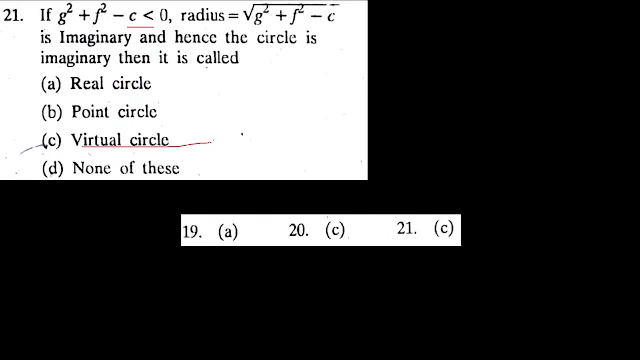 21. If g² + f² − c < 0, radius = √g² + f² − c
is Imaginary and hence the circle is
imaginary then it is called
(a) Real circle
(b) Point circle
(c) Virtual circle
(d) None of these
19. (a) 20. (c) 21. (c)